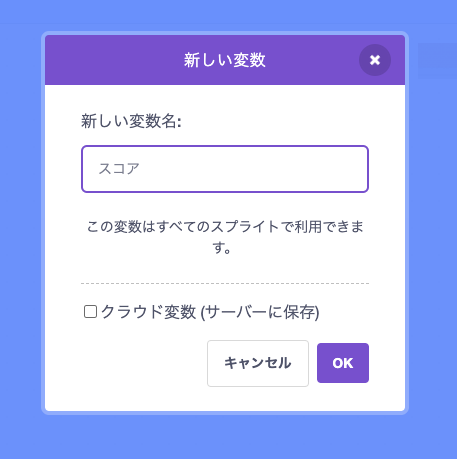 新しい変数
新しい変数名:
スコア
この変数はすべてのスプライトで利用できま
す。
クラウド変数 (サーバーに保存)
キャンセル OK